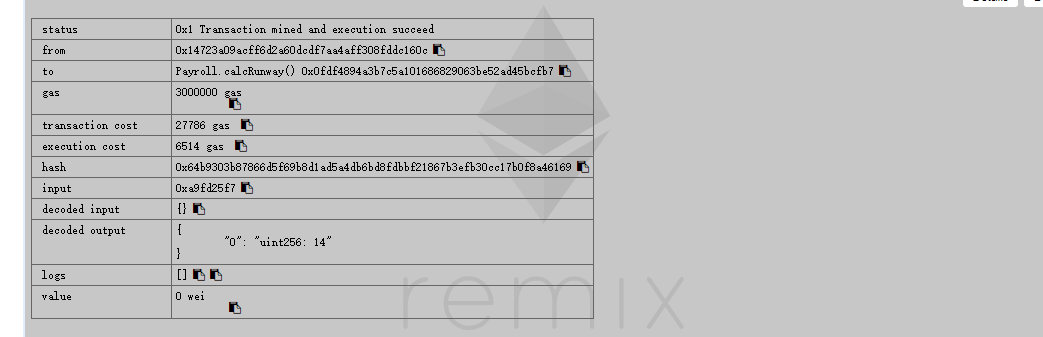 status 0x1 Transaction mined and execution succeed
from 0x14723a09acff6d2a60dcdf7aa4aff308fddc160c
to Payroll.calcRunway() 0x0fdf4894a3b7c5a101686829063be52ad45bcfb7
gas 3000000 gas
transaction cost 27786 gas
execution cost 6514 gas
hash 0x64b9303b87866d5f69b8d1ad5a4db6bd8fdbbf21867b3efb30cc17b0f8a46169
input 0xa9fd25f7
decoded input {}
decoded output {
"0": "uint256: 14"
}
logs []
value 0 wei
remix